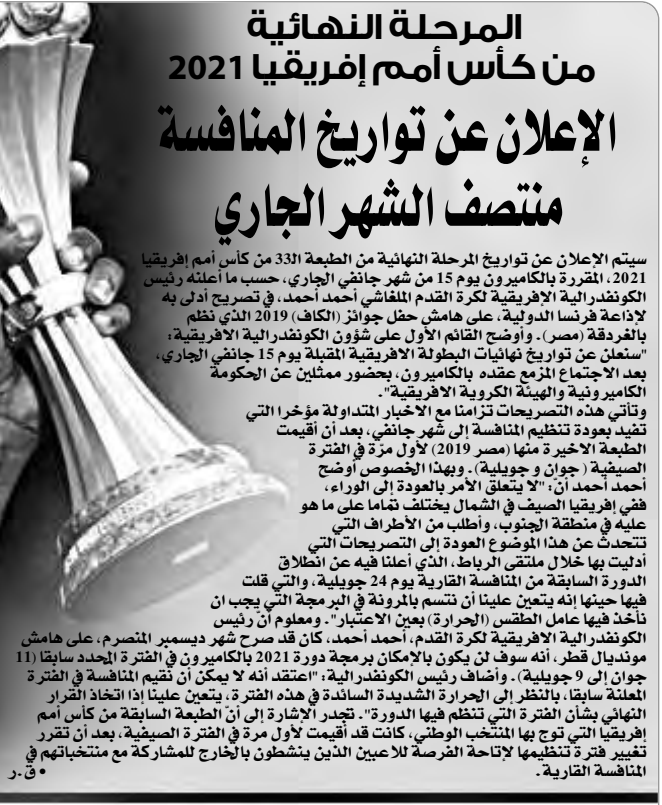 المرحلة النهائية
من كأس أمم إفريقيا 2021
الإعلان عن تواريخ المنافسة
منتصف الشهر الجاري
سيتم الإعلان عن تواريخ المرحلة النهائية من الطبعة الـ33 من كأس أمم إفريقيا
2021، المقررة بالكاميرون يوم 15 من شهر جانفي الجاري، حسب ما أعلنه رئيس
الكونفدرالية الإفريقية لكرة القدم الملغاشي أحمد أحمد، في تصريح أدلى به
لإذاعة فرنسا الدولية، على هامش حفل جوائز (الكاف) 2019 الذي نظم
بالغردقة (مصر). وأوضح القائم الأول على شؤون الكونفدرالية الافريقية:
"سنعلن عن تواريخ نهائيات البطولة الافريقية المقبلة يوم 15 جانفي الجاري،
بعد الاجتماع المزمع عقده بالكاميرون، بحضور ممثلين عن الحكومة
الكاميرونية والهيئة الكروية الافريقية".
وتأتي هذه التصريحات تزامنا مع الاخبار المتداولة مؤخرا التي
تفيد بعودة تنظيم المنافسة إلى شهر جانفي، بعد أن أقيمت
الطبعة الاخيرة منها (مصر 2019) لأول مرّة في الفترة
الصيفية (جوان و جويلية). وبهذا الخصوص أوضح
أحمد أحمد أنّ: "لا يتعلق الأمر بالعودة إلى الوراء،
ففي إفريقيا الصيف في الشمال يختلف تماما على ما هو
عليه في منطقة الجنوب، وأطلب من الأطراف التي
تتحدث عن هذا الموضوع العودة إلى التصريحات التي
أدليت بها خلال ملتقى الرباط، الذي أعلنا فيه عن انطلاق
الدورة السابقة من المنافسة القارية يوم 24 جويلية، والتي قلت
فيها حينها إنه يتعين علينا أن نتسم بالمرونة في البرمجة التي يجب ان
نأخذ فيها عامل الطقس (الحرارة) بعين الاعتبار". ومعلوم أن رئيس
الكونفدرالية الافريقية لكرة القدم، أحمد أحمد، كان قد صرح شهر ديسمبر المنصرم، على هامش
مونديال قطر، أنه سوف لن يكون بالإمكان برمجة دورة 2021 بالكاميرون في الفترة المحدد سابقا (11
جوان إلى 9 جويلية). وأضاف رئيس الكونفدرالية: "اعتقد أنه لا يمكن أن نقيم المنافسة في الفترة
المعلنة سابقا، بالنظر إلى الحرارة الشديدة السائدة في هذه الفترة، يتعين علينا إذا اتخاذ القرار
النهائي بشأن الفترة التي تنظم فيها الدورة". تجدر الإشارة إلى أنّ الطبعة السابقة من كأس أمم
إفريقيا التي توج بها المنتخب الوطني، كانت قد أقيمت لأول مرة في الفترة الصيفية، بعد أن تقرر
تغيير فترة تنظيمها لإتاحة الفرصة للاعبين الذين ينشطون بالخارج للمشاركة مع منتخباتهم في
المنافسة القارية.
• ق.ر